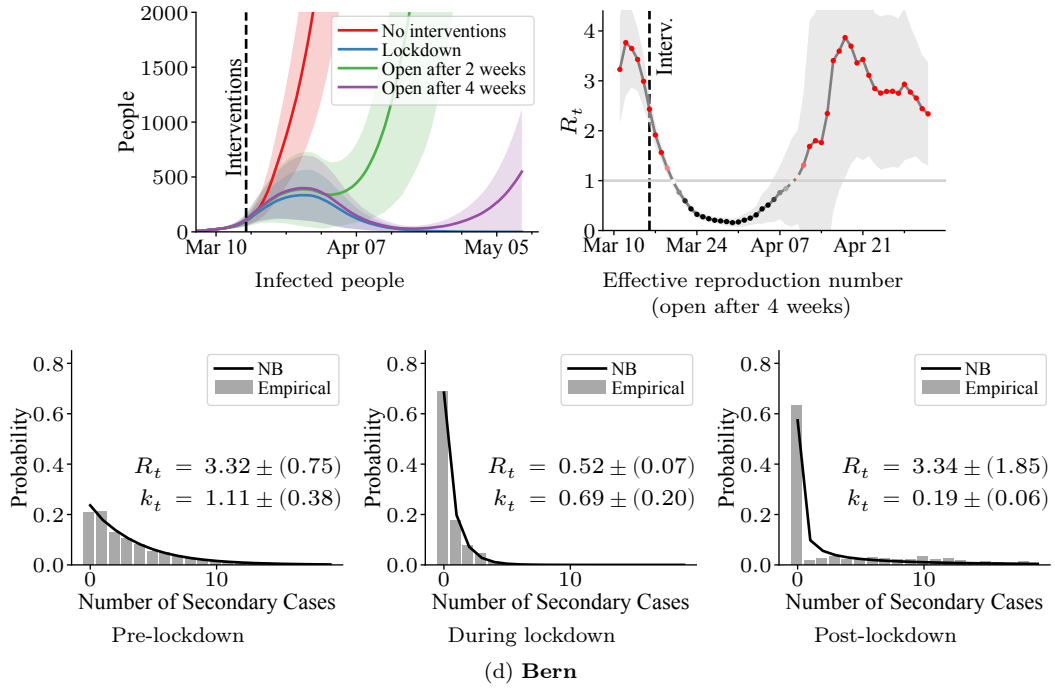 2000
1500
1000
500
0
People
Interventions
No interventions
Lockdown
Open after 2 weeks
Open after 4 weeks
Mar 10
Apr 07
May 05
Infected people
4
3
2
1
0
R_t
Interv.
Mar 10
Mar 24
Apr 07
Apr 21
Effective reproduction number
(open after 4 weeks)
0.8
0.6
0.4
0.2
0.0
Probability
NB
Empirical
R_t = 3.32 ± (0.75)
k_t = 1.11 ± (0.38)
0
10
Number of Secondary Cases
Pre-lockdown
0.8
0.6
0.4
0.2
0.0
Probability
NB
Empirical
R_t = 0.52 ± (0.07)
k_t = 0.69 ± (0.20)
0
10
Number of Secondary Cases
During lockdown
0.8
0.6
0.4
0.2
0.0
Probability
NB
Empirical
R_t = 3.34 ± (1.85)
k_t = 0.19 ± (0.06)
0
10
Number of Secondary Cases
Post-lockdown
(d) Bern